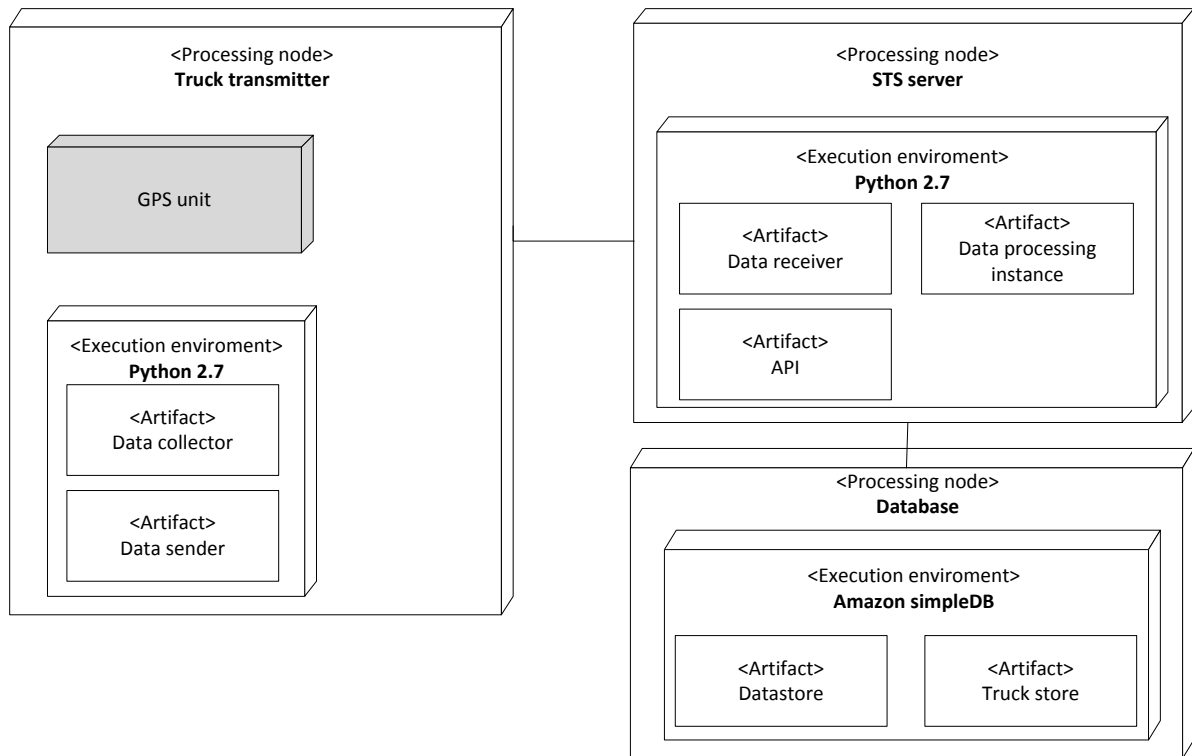 <Processing node>
Truck transmitter
GPS unit
<Execution enviroment>
Python 2.7
<Artifact>
Data collector
<Artifact>
Data sender
<Processing node>
STS server
<Execution enviroment>
Python 2.7
<Artifact>
Data receiver
<Artifact>
Data processing
instance
<Artifact>
API
<Processing node>
Database
<Execution enviroment>
Amazon simpleDB
<Artifact>
Datastore
<Artifact>
Truck store